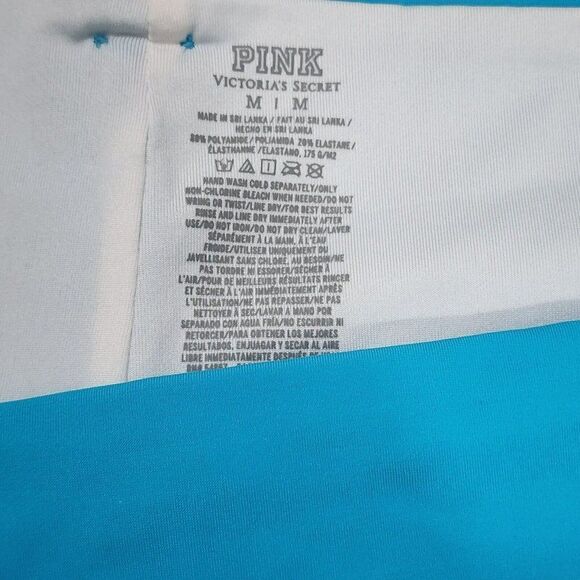 PINK
VICTORIA'S SECRET
M | M
MADE IN SRI LANKA / FAIT AU SRI LANKA /
HECHO EN SRI LANKA
80% POLYAMIDE / POLIAMIDA 20% ELASTANE /
ÉLASTHANNE / ELASTANO, 175 G/M2
HAND WASH COLD SEPARATELY/ONLY
NON-CHLORINE BLEACH WHEN NEEDED/DO NOT
WRING OR TWIST/LINE DRY/FOR BEST RESULTS
RINSE AND LINE DRY IMMEDIATELY AFTER
USE/DO NOT IRON/DO NOT DRY CLEAN/LAVER
SÉPARÉMENT À LA MAIN, À L'EAU
FROIDE/UTILISER UNIQUEMENT DU
JAVELLISANT SANS CHLORE, AU BESOIN/NE
PAS TORDRE NI ESSORER/SÉCHER À
L'AIR/POUR DE MEILLEURS RÉSULTATS RINCER
ET SÉCHER À L'AIR IMMÉDIATEMENT APRÈS
L'UTILISATION/NE PAS REPASSER/NE PAS
NETTOYER À SEC/LAVAR A MANO POR
SEPARADO CON AGUA FRÍA/NO ESCURRIR NI
RETORCER/PARA OBTENER LOS MEJORES
RESULTADOS, ENJUAGAR Y SECAR AL AIRE
LIBRE INMEDIATAMENTE DESPUÉS DE
RN# 54867